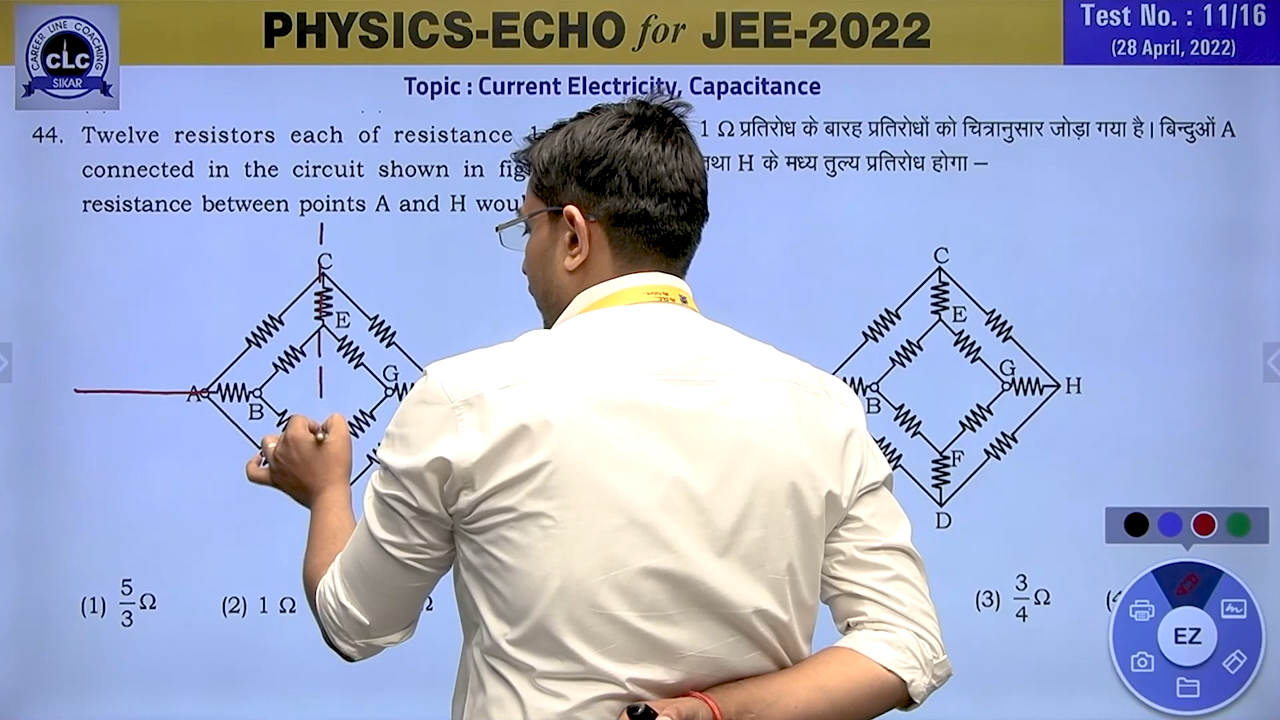 PHYSICS-ECHO for JEE-2022
Test No. : 11/16
(28 April, 2022)
CAREER LINE COACHING
CLC
SIKAR
Topic : Current Electricity, Capacitance
44. Twelve resistors each of resistance
connected in the circuit shown in
resistance between points A and H
1 Ω प्रतिरोध के बारह प्रतिरोधों को चित्रानुसार जोड़ा गया है। बिन्दुओं A
तथा H के मध्य तुल्य प्रतिरोध होगा –
C
E
A
B
G
C
E
B
G
H
F
D
(1) 5/3 Ω
(2) 1 Ω
Ω
(3) 3/4 Ω
EZ